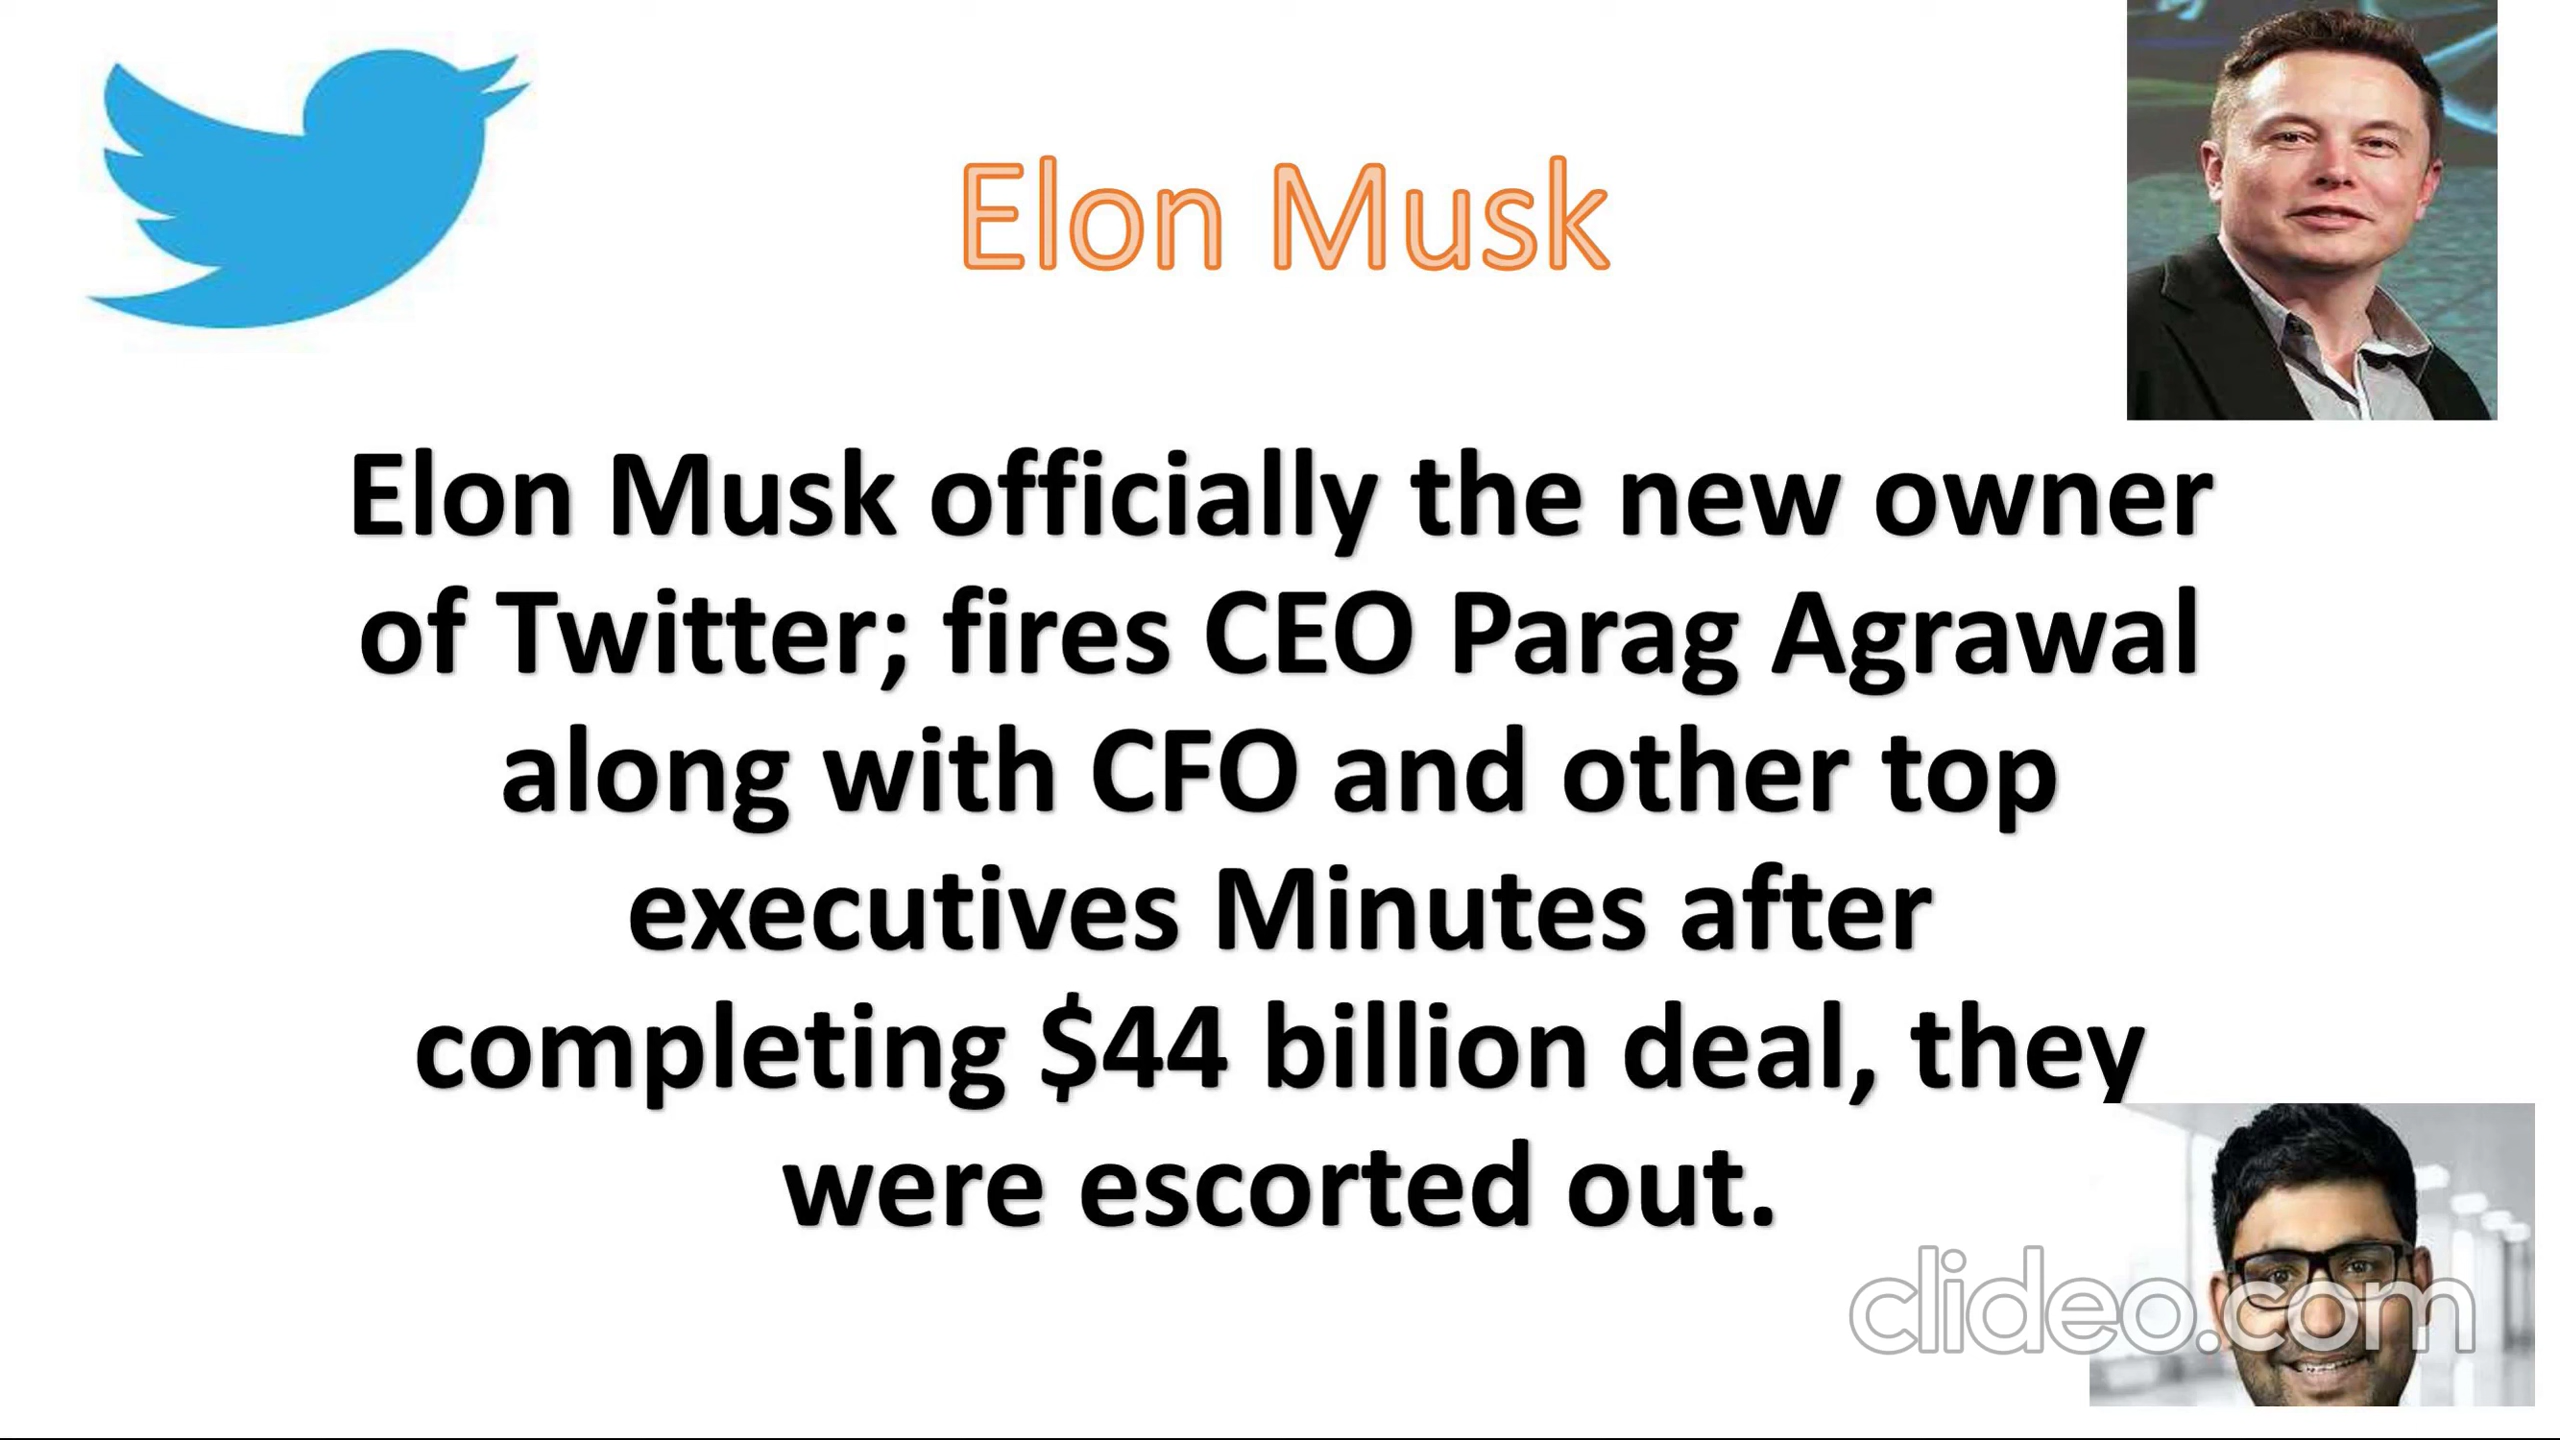 Elon Musk
Elon Musk officially the new owner
of Twitter; fires CEO Parag Agrawal
along with CFO and other top
executives Minutes after
completing $44 billion deal, they
were escorted out.
clideo.com